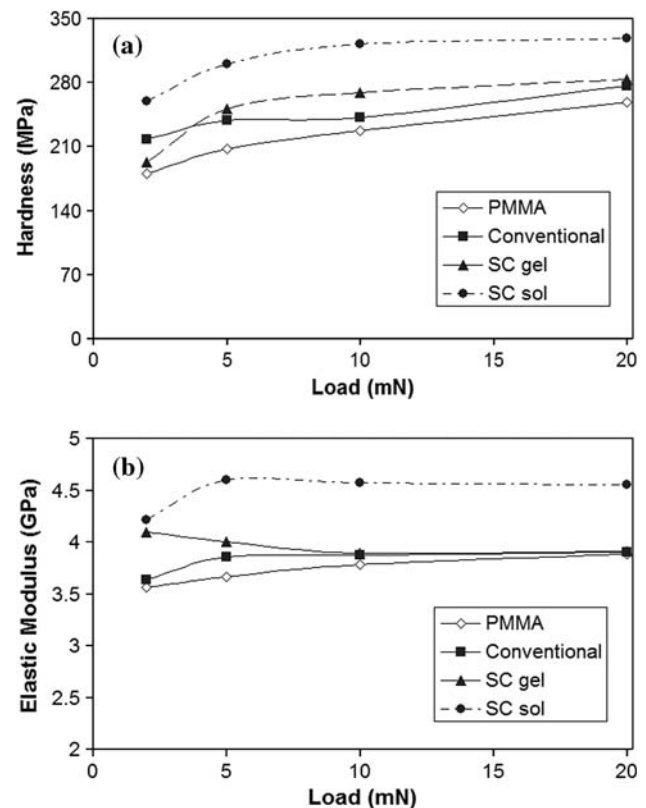 (a)
Hardness (MPa)
350
280
210
140
70
0
PMMA
Conventional
SC gel
SC sol
0 5 10 15 20
Load (mN)
(b)
Elastic Modulus (GPa)
5
4.5
4
3.5
3
2.5
2
PMMA
Conventional
SC gel
SC sol
0 5 10 15 20
Load (mN)